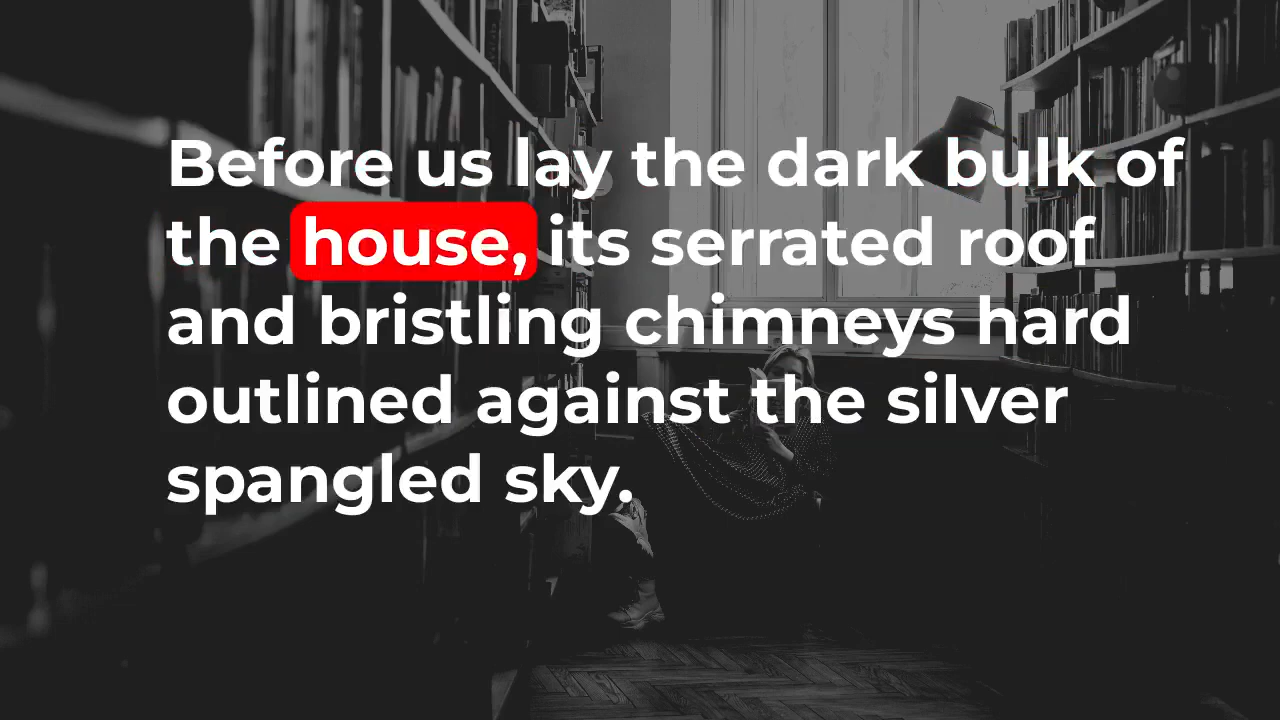 Before us lay the dark bulk of
the house, its serrated roof
and bristling chimneys hard
outlined against the silver
spangled sky.